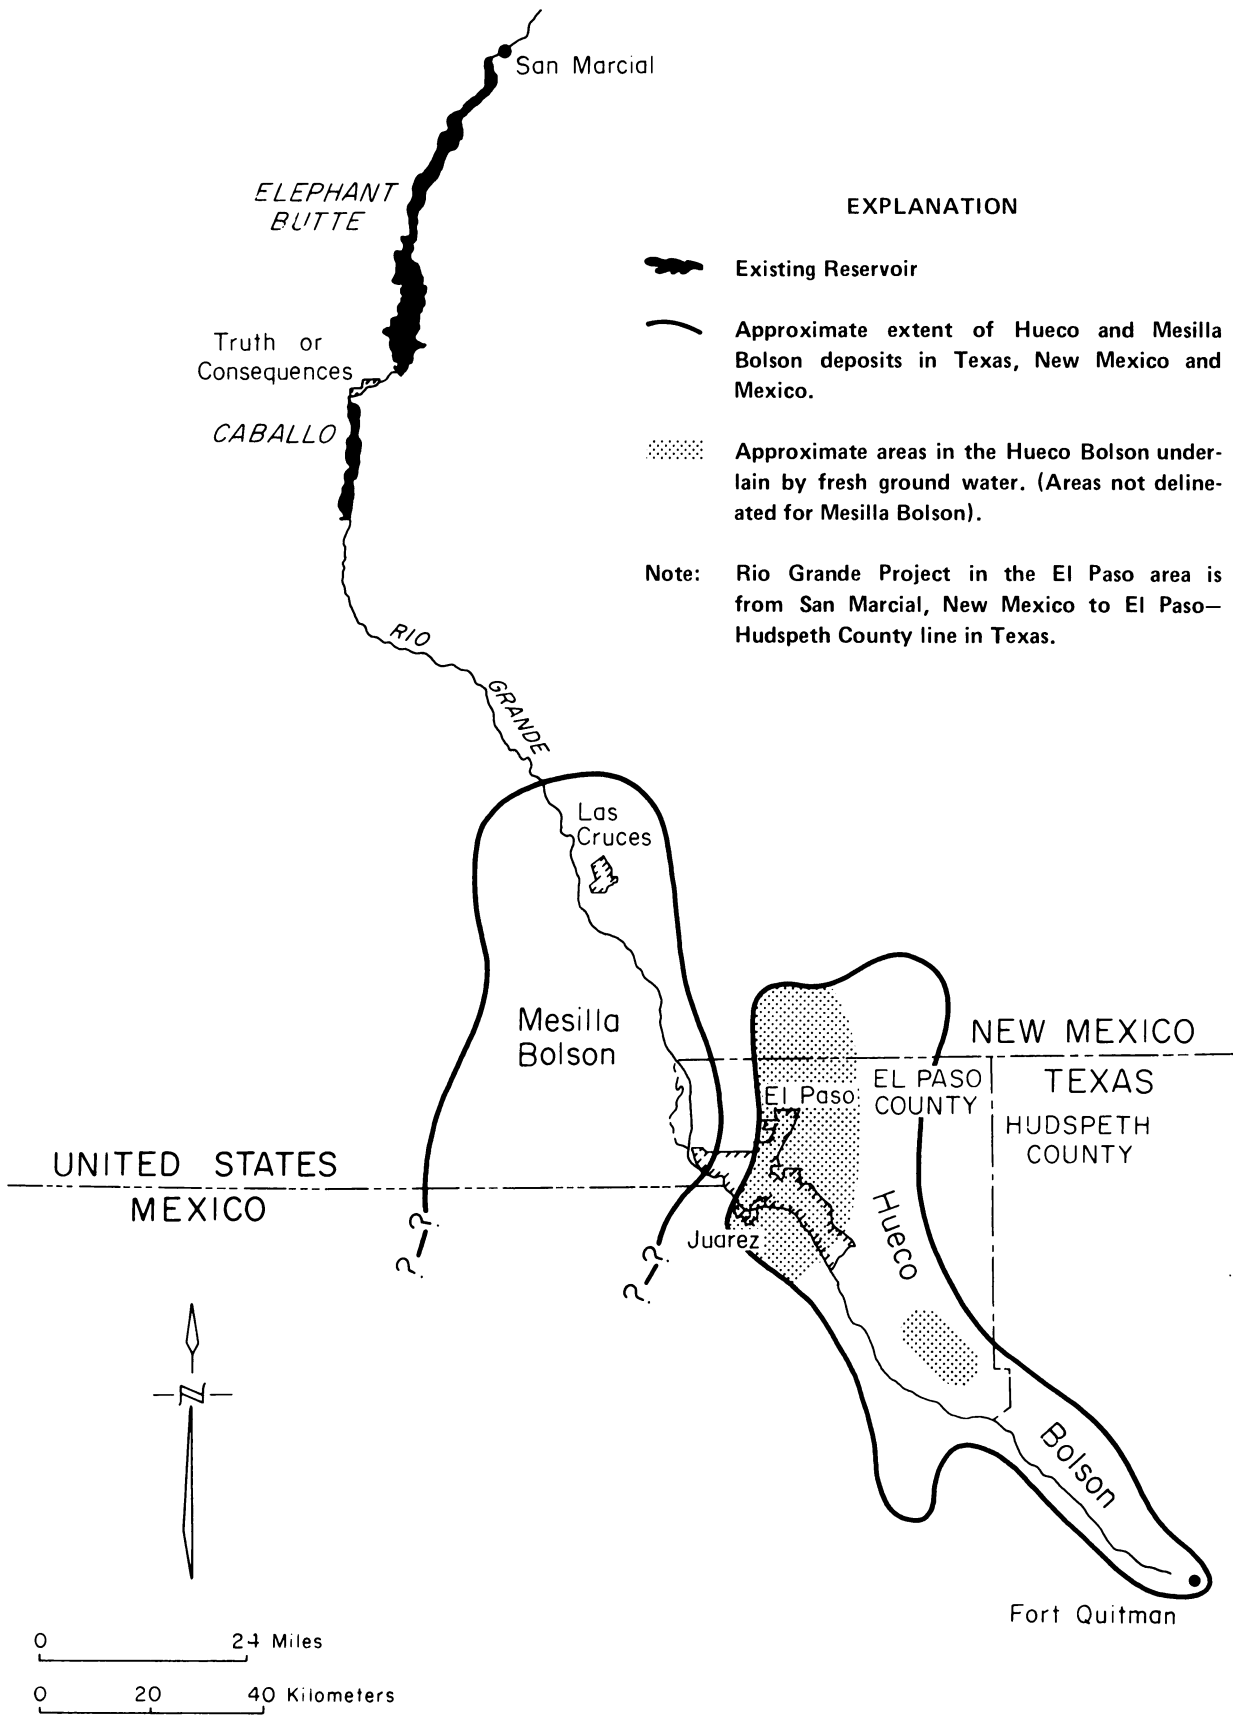 San Marcial
ELEPHANT
BUTTE
EXPLANATION
Existing Reservoir
Approximate extent of Hueco and Mesilla
Bolson deposits in Texas, New Mexico and
Mexico.
Approximate areas in the Hueco Bolson under-
lain by fresh ground water. (Areas not deline-
ated for Mesilla Bolson).
Note: Rio Grande Project in the El Paso area is
from San Marcial, New Mexico to El Paso—
Hudspeth County line in Texas.
Truth or
Consequences
CABALLO
RIO
GRANDE
Las
Cruces
Mesilla
Bolson
NEW MEXICO
TEXAS
EL PASO
COUNTY
El Paso
HUDSPETH
COUNTY
UNITED STATES
MEXICO
Juarez
Hueco
Bolson
? ?
? ?
N
Fort Quitman
0 24 Miles
0 20 40 Kilometers